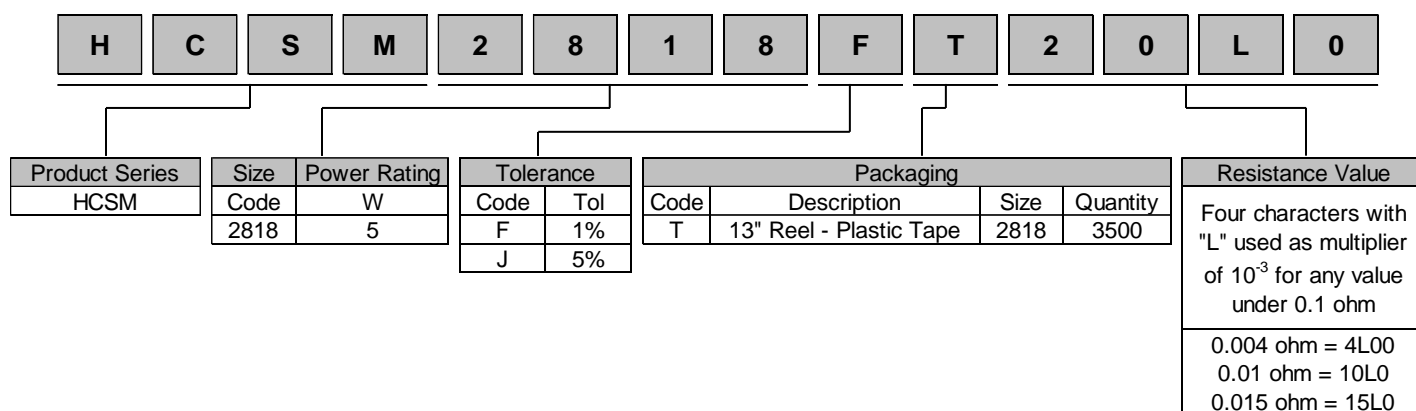 H C S M 2 8 1 8 F T 2 0 L 0
Product Series
HCSM
Size Power Rating
Code W
2818 5
Tolerance
Code Tol
F 1%
J 5%
Packaging
Code Description Size Quantity
T 13" Reel - Plastic Tape 2818 3500
Resistance Value
Four characters with
"L" used as multiplier
of 10⁻³ for any value
under 0.1 ohm
0.004 ohm = 4L00
0.01 ohm = 10L0
0.015 ohm = 15L0